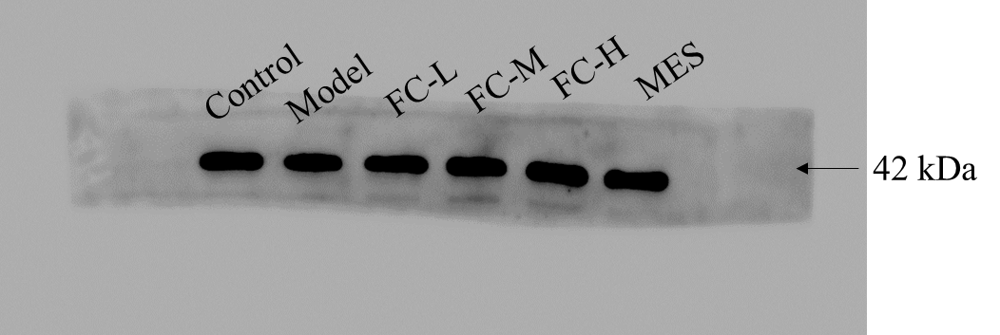 Control
Model
FC-L
FC-M
FC-H
MES
42 kDa